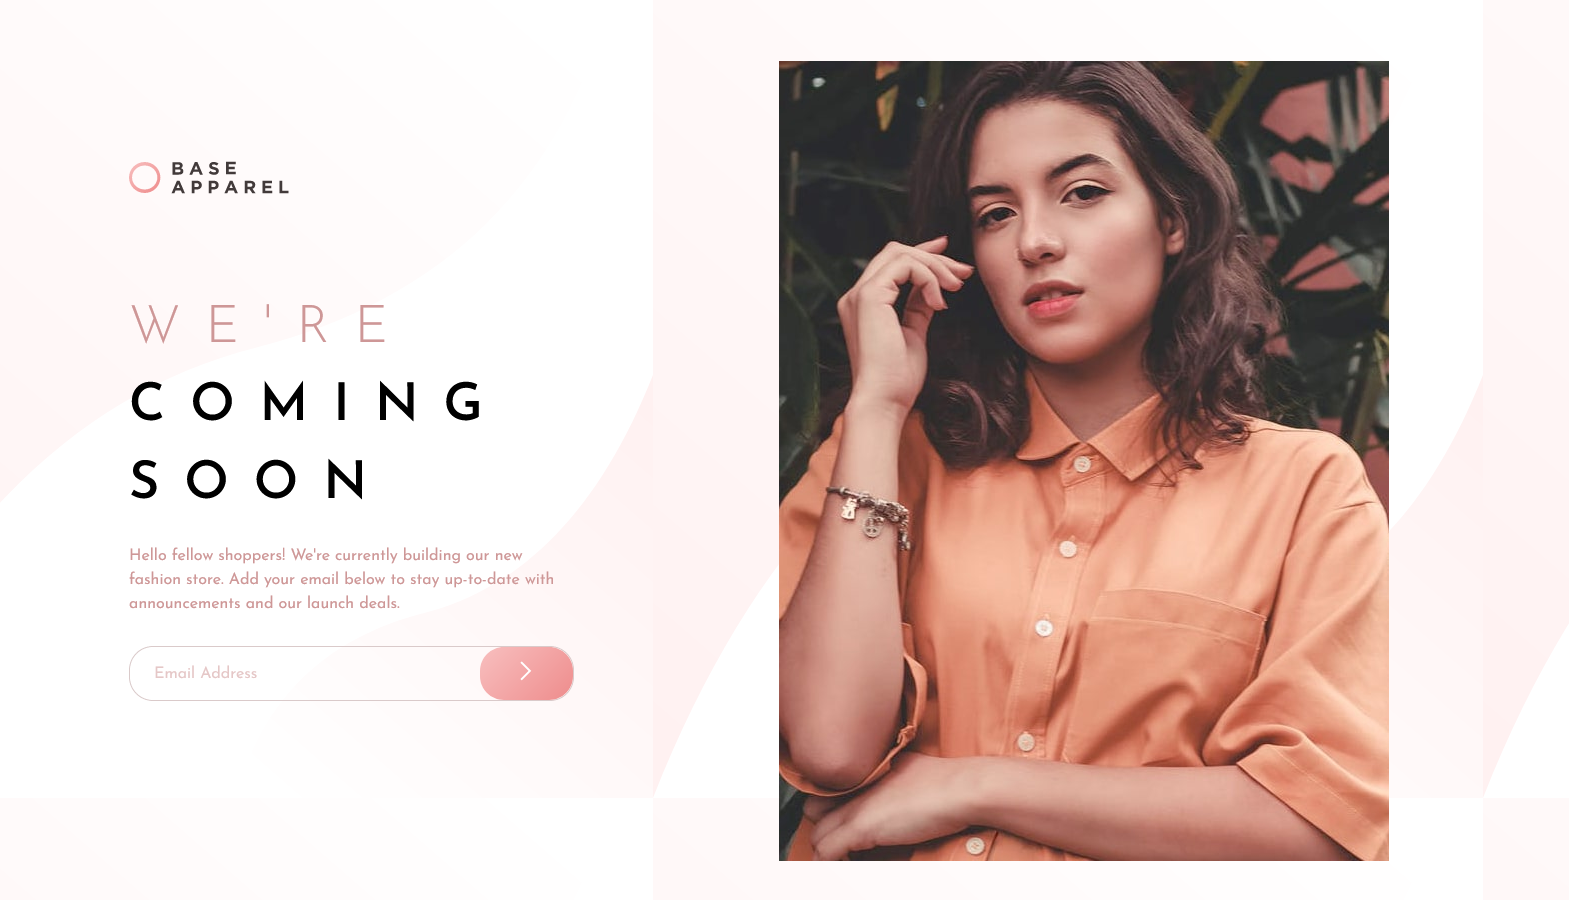 BASE
APPAREL
WE'RE
COMING
SOON
Hello fellow shoppers! We're currently building our new
fashion store. Add your email below to stay up-to-date with
announcements and our launch deals.
Email Address